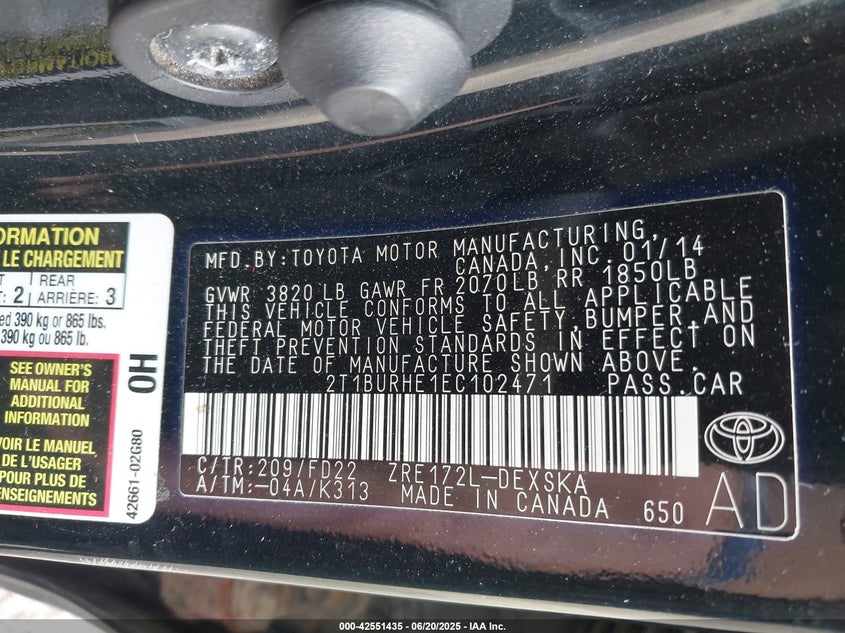 ORMATION
LE CHARGEMENT
REAR
2 ARRIÈRE: 3
390 kg or 865 lbs.
390 kg ou 865 lb.
SEE OWNER'S
MANUAL FOR
ADDITIONAL
INFORMATION
VOIR LE MANUEL
DE L'USAGER
POUR PLUS DE
ENSEIGNEMENTS
OH
42661-02G80
MFD.BY:TOYOTA MOTOR MANUFACTURING,
CANADA, INC. 01/14
GVWR 3820 LB GAWR FR 2070LB RR 1850LB
THIS VEHICLE CONFORMS TO ALL APPLICABLE
FEDERAL MOTOR VEHICLE SAFETY,BUMPER,AND
THEFT PREVENTION STANDARDS IN EFFECT ON
THE DATE OF MANUFACTURE SHOWN ABOVE.
2T1BURHE1EC102471 PASS.CAR
C/TR:209/FD22 ZRE172L-DEXSKA
A/TM:-04A/K313 MADE IN CANADA 650
AD
000-42551435 - 06/20/2025 - IAA Inc.